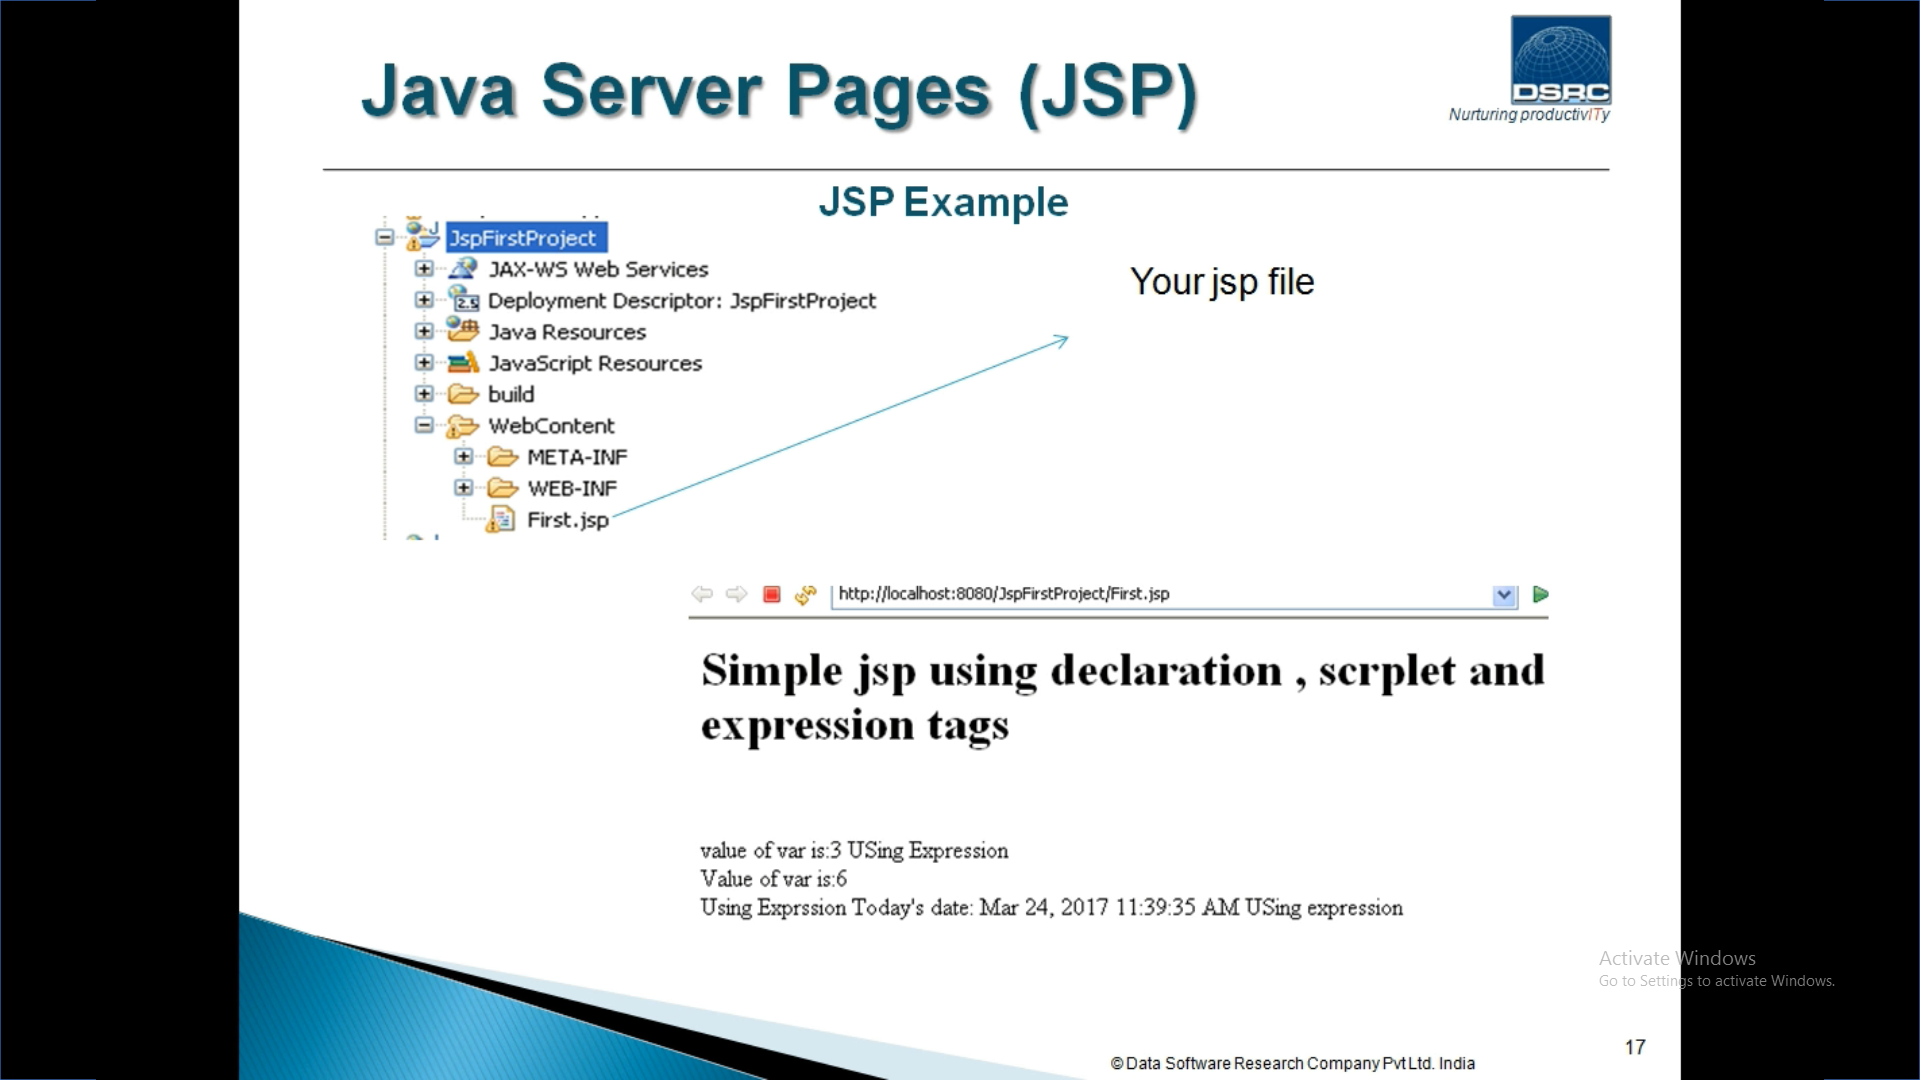 Java Server Pages (JSP)
DSRC
Nurturing productivITy
JSP Example
JspFirstProject
JAX-WS Web Services
Deployment Descriptor: JspFirstProject
Java Resources
JavaScript Resources
build
WebContent
META-INF
WEB-INF
First.jsp
Your jsp file
http://localhost:8080/JspFirstProject/First.jsp
Simple jsp using declaration , scrplet and
expression tags
value of var is:3 USing Expression
Value of var is:6
Using Exprssion Today's date: Mar 24, 2017 11:39:35 AM USing expression
Activate Windows
Go to Settings to activate Windows.
17
© Data Software Research Company Pvt Ltd. India